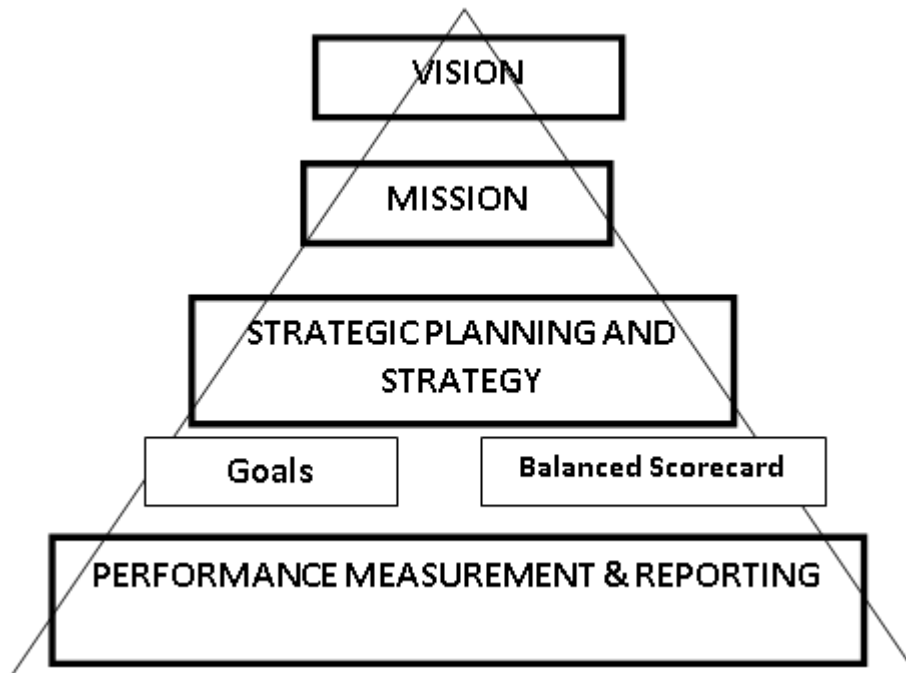 VISION
MISSION
STRATEGIC PLANNING AND
STRATEGY
Goals
Balanced Scorecard
PERFORMANCE MEASUREMENT & REPORTING